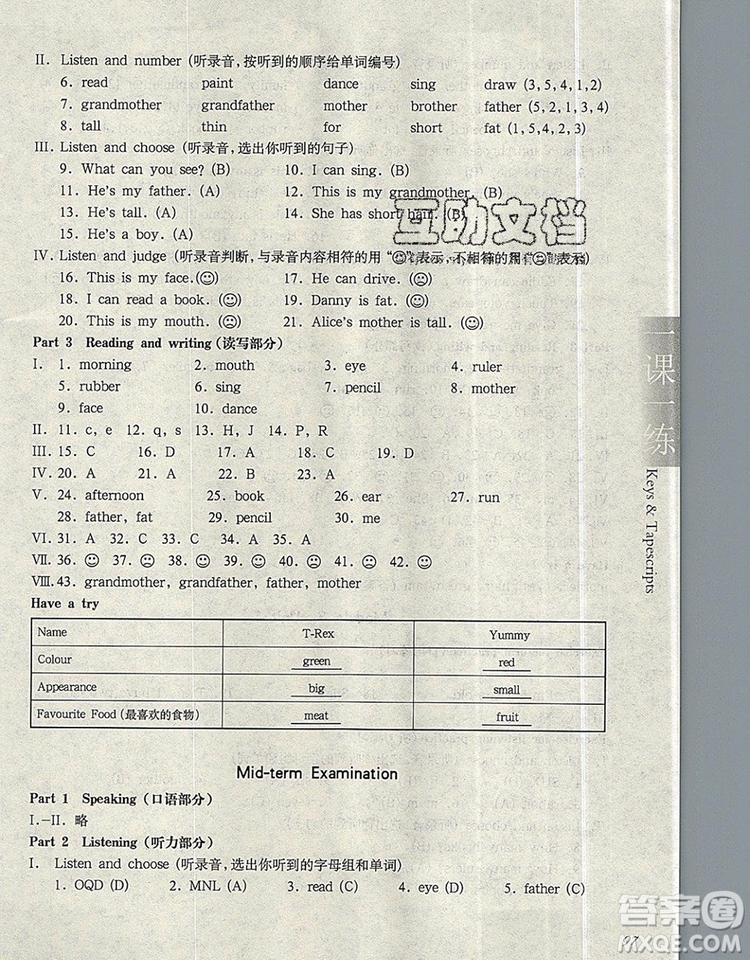 II. Listen and number (听录音,按听到的顺序给单词编号)
6. read paint dance sing draw (3, 5, 4, 1, 2)
7. grandmother grandfather mother brother father (5, 2, 1, 3, 4)
8. tall thin for short fat (1, 5, 2, 4, 3)
III. Listen and choose (听录音,选出你听到的句子)
9. What can you see? (B) 10. I can sing. (B)
11. He's my father. (A) 12. This is my grandmother. (B)
13. He's tall. (A) 14. She has short hair. (B)
15. He's a boy. (A)
互助文档
IV. Listen and judge (听录音判断,与录音内容相符的用“☺”表示,不相符的用“☹”表示)
16. This is my face. (☺) 17. He can drive. (☹)
18. I can read a book. (☺) 19. Danny is fat. (☺)
20. This is my mouth. (☹) 21. Alice's mother is tall. (☺)
Part 3 Reading and writing (读写部分)
I. 1. morning 2. mouth 3. eye 4. ruler
5. rubber 6. sing 7. pencil 8. mother
9. face 10. dance
II. 11. c, e 12. q, s 13. H, J 14. P, R
III. 15. C 16. D 17. A 18. C 19. D
IV. 20. A 21. A 22. A 23. A
V. 24. afternoon 25. book 26. ear 27. run
28. father, fat 29. pencil 30. me
VI. 31. A 32. C 33. C 34. C 35. A
VII. 36. ☺ 37. ☹ 38. ☺ 39. ☹ 40. ☺ 41. ☺ 42. ☹
VIII. 43. grandmother, grandfather, father, mother
Have a try
Name T-Rex Yummy
Colour green red
Appearance big small
Favourite Food (最喜欢的食物) meat fruit
Mid-term Examination
Part 1 Speaking (口语部分)
I.-II. 略
Part 2 Listening (听力部分)
I. Listen and choose (听录音,选出你听到的字母组和单词)
1. OQD (D) 2. MNL (A) 3. read (C) 4. eye (D) 5. father (C)
一课一练
Keys & Tapescripts
答案圈
MXQE.COM